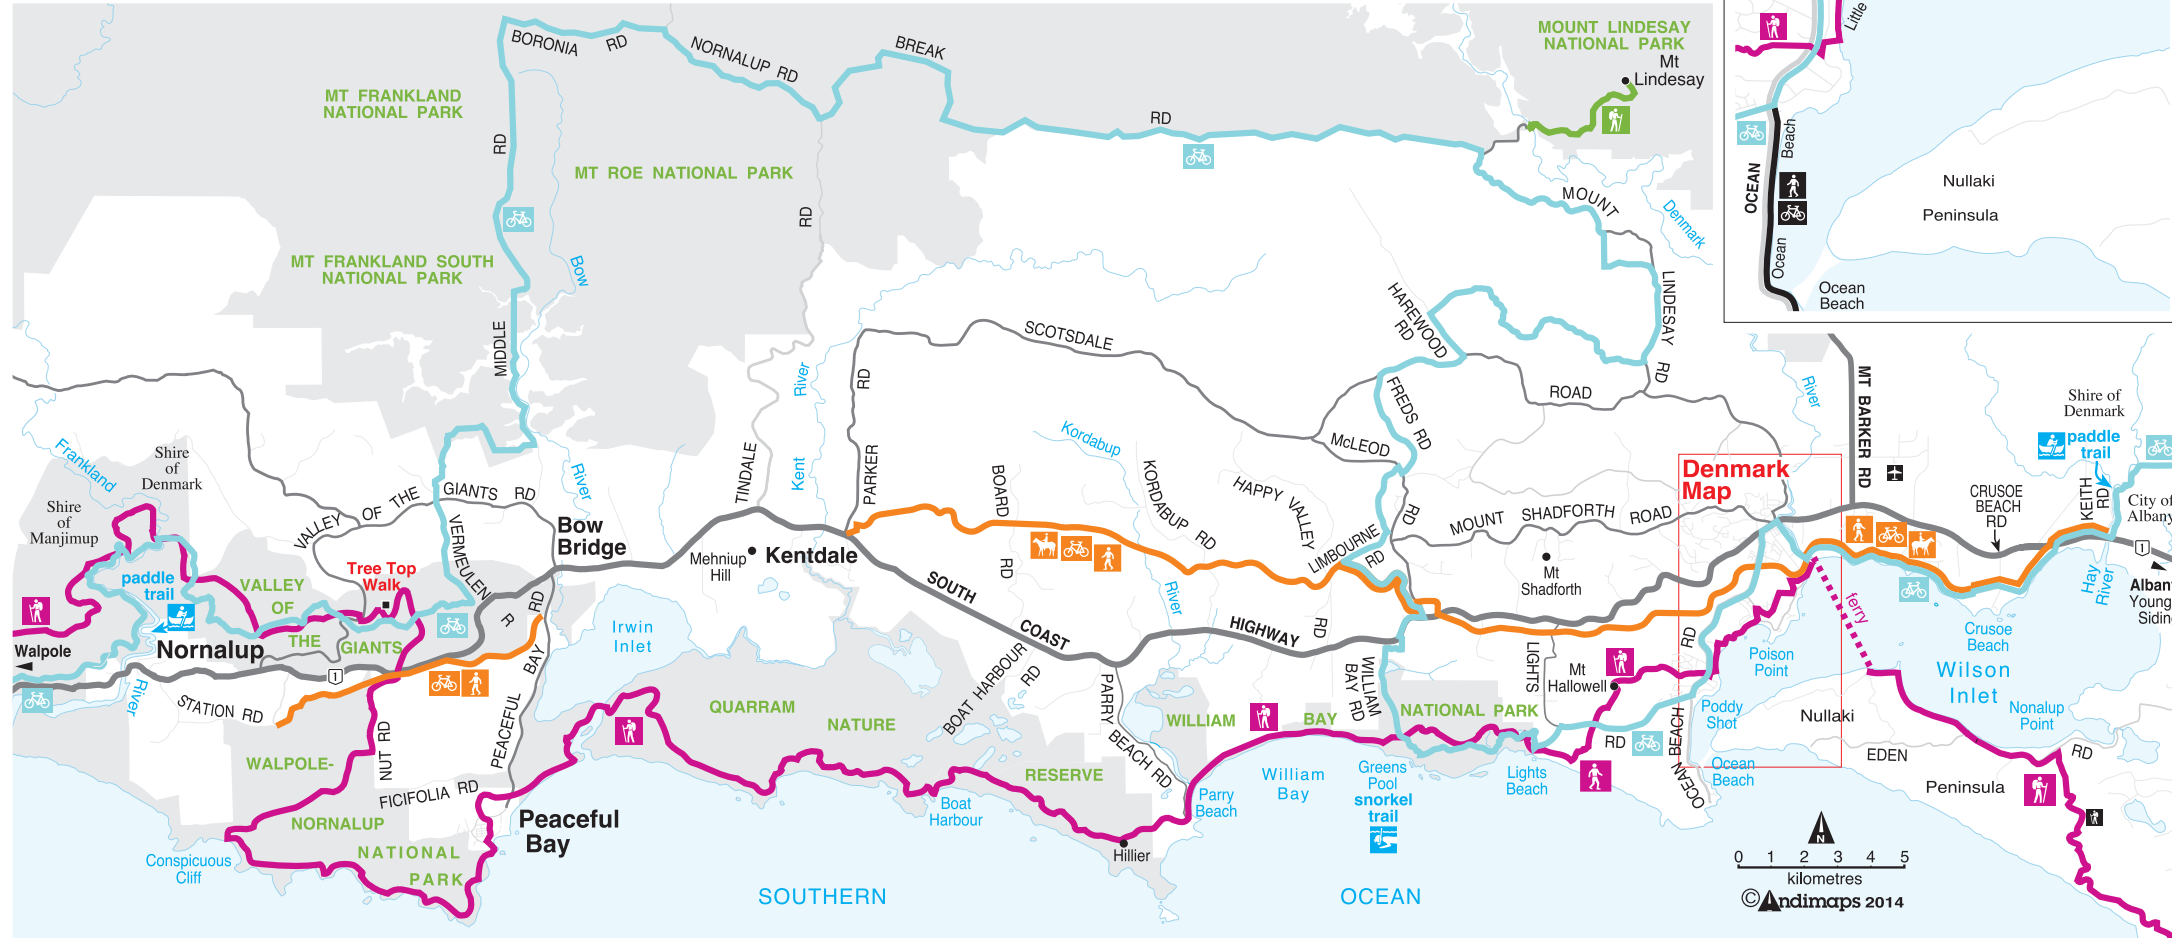 BORONIA RD
NORNALUP RD
BREAK
RD
MOUNT LINDESAY
NATIONAL PARK
Mt
Lindesay
Little
MT FRANKLAND
NATIONAL PARK
RD
MT ROE NATIONAL PARK
RD
MT FRANKLAND SOUTH
NATIONAL PARK
Bow
MIDDLE
MOUNT
Denmark
LINDESAY
RD
OCEAN
Beach
Ocean
Nullaki
Peninsula
Ocean
Beach
HAREWOOD
RD
SCOTSDALE
ROAD
River
Kent
RD
PARKER
TINDALE
FREDS RD
McLEOD
RD
River
MT BARKER RD
Shire of
Denmark
paddle
trail
Frankland
Shire
of
Denmark
Shire
of
Manjimup
VALLEY OF THE GIANTS RD
River
Bow
Bridge
Kordabup
River
BOARD
RD
KORDABUP RD
HAPPY VALLEY
RD
LIMBOURNE
RD
MOUNT SHADFORTH ROAD
Denmark
Map
CRUSOE
BEACH
RD
KEITH
RD
City of
Albany
1
Albany
Young
Siding
Hay
River
Mehniup
Hill
Kentdale
Mt
Shadforth
VERMEULEN R
RD
Tree Top
Walk
paddle
trail
VALLEY
OF
THE
GIANTS
Walpole
Nornalup
1
River
STATION RD
Irwin
Inlet
SOUTH
COAST
HIGHWAY
ferry
Crusoe
Beach
Wilson
Inlet
Poison
Point
RD
LIGHTS
Mt
Hallowell
PEACEFUL
BAY
NUT RD
QUARRAM
NATURE
RESERVE
BOAT HARBOUR
RD
PARRY
BEACH RD
WILLIAM
BAY
NATIONAL PARK
WILLIAM
BAY RD
Poddy
Shot
Nullaki
Nonalup
Point
RD
EDEN
RD
BEACH
OCEAN
Ocean
Beach
Peninsula
WALPOLE-
NORNALUP
NATIONAL
PARK
FICIFOLIA RD
Peaceful
Bay
Conspicuous
Cliff
Boat
Harbour
Parry
Beach
William
Bay
Greens
Pool
snorkel
trail
Lights
Beach
Hillier
SOUTHERN
OCEAN
N
0 1 2 3 4 5
kilometres
©Andimaps 2014